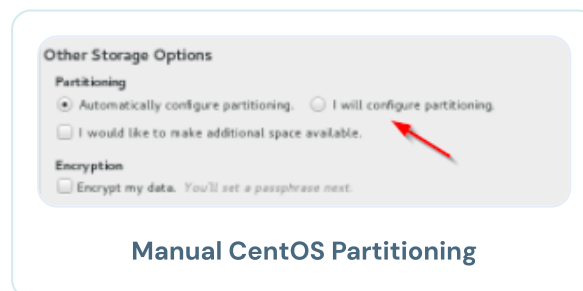 Other Storage Options
Partitioning
Automatically configure partitioning. I will configure partitioning.
I would like to make additional space available.
Encryption
Encrypt my data. You'll set a passphrase next.
Manual CentOS Partitioning